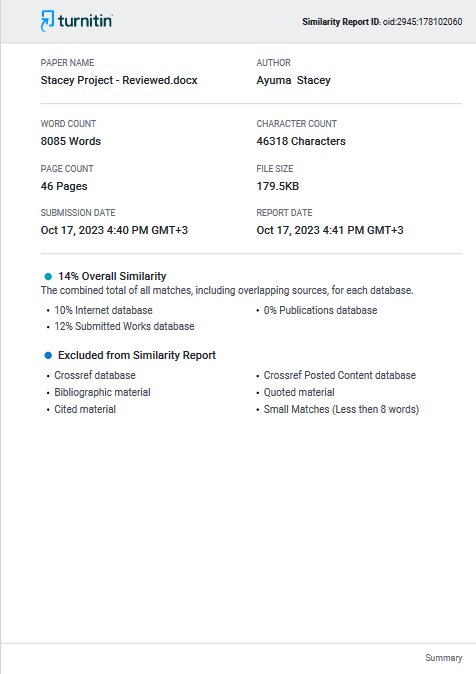 turnitin
Similarity Report ID: oid:2945:178102060
PAPER NAME
AUTHOR
Stacey Project - Reviewed.docx
Ayuma Stacey
WORD COUNT
CHARACTER COUNT
8085 Words
46318 Characters
PAGE COUNT
FILE SIZE
46 Pages
179.5KB
SUBMISSION DATE
REPORT DATE
Oct 17, 2023 4:40 PM GMT+3
Oct 17, 2023 4:41 PM GMT+3
● 14% Overall Similarity
The combined total of all matches, including overlapping sources, for each database.
• 10% Internet database
• 0% Publications database
• 12% Submitted Works database
● Excluded from Similarity Report
• Crossref database
• Crossref Posted Content database
• Bibliographic material
• Quoted material
• Cited material
• Small Matches (Less then 8 words)
Summary